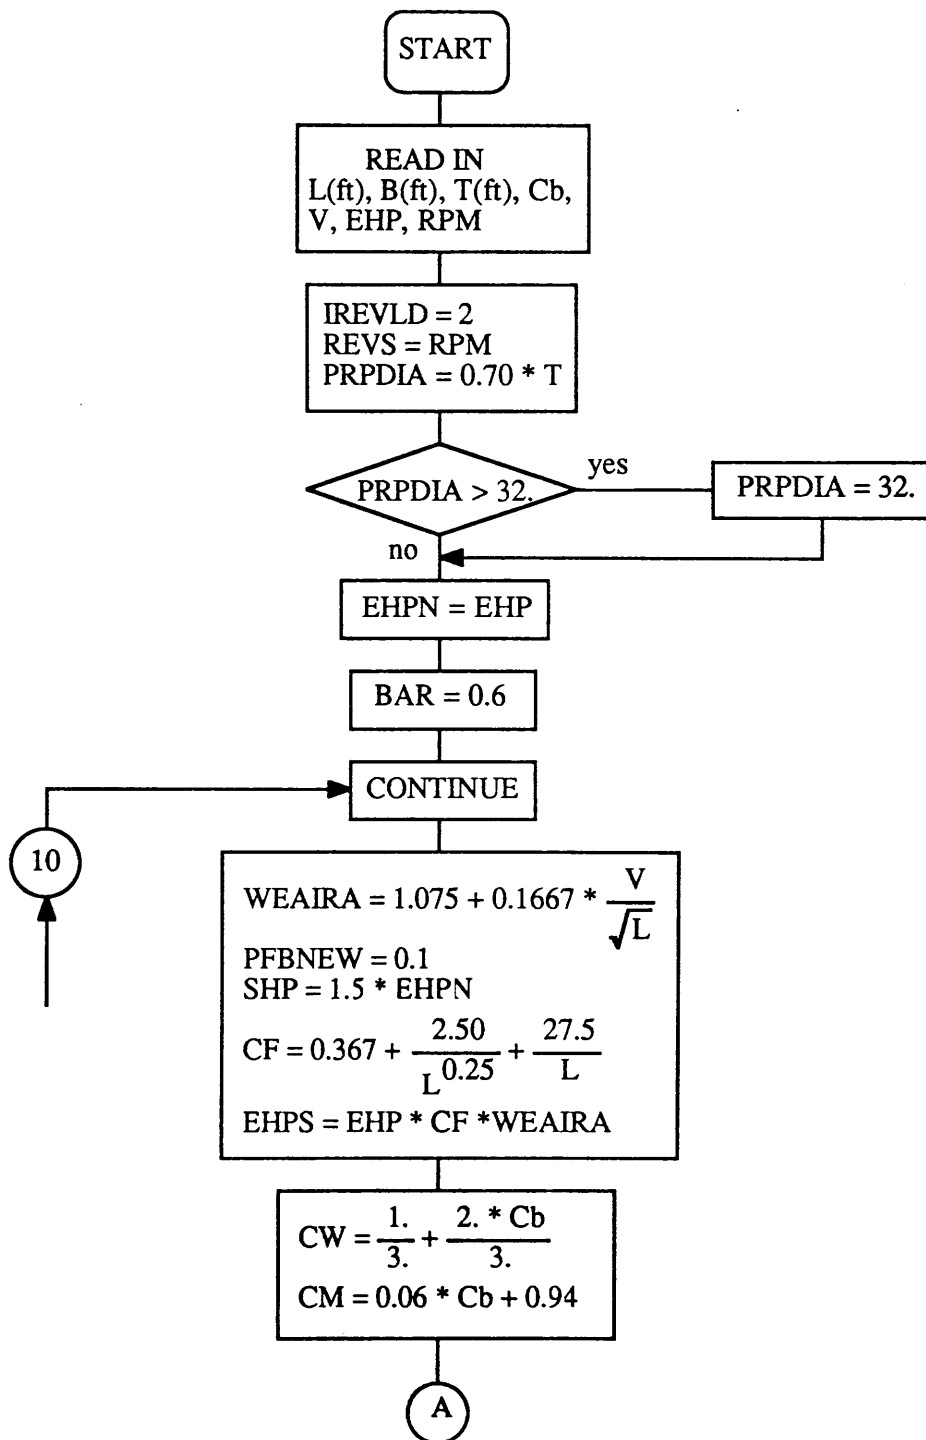 START
READ IN
L(ft), B(ft), T(ft), Cb,
V, EHP, RPM
IREVLD = 2
REVS = RPM
PRPDIA = 0.70 * T
PRPDIA > 32.
yes
PRPDIA = 32.
no
EHPN = EHP
BAR = 0.6
CONTINUE
10
WEAIRA = 1.075 + 0.1667 * V / √L
PFBNEW = 0.1
SHP = 1.5 * EHPN
CF = 0.367 + 2.50 / L^0.25 + 27.5 / L
EHPS = EHP * CF *WEAIRA
CW = 1. / 3. + 2. * Cb / 3.
CM = 0.06 * Cb + 0.94
A